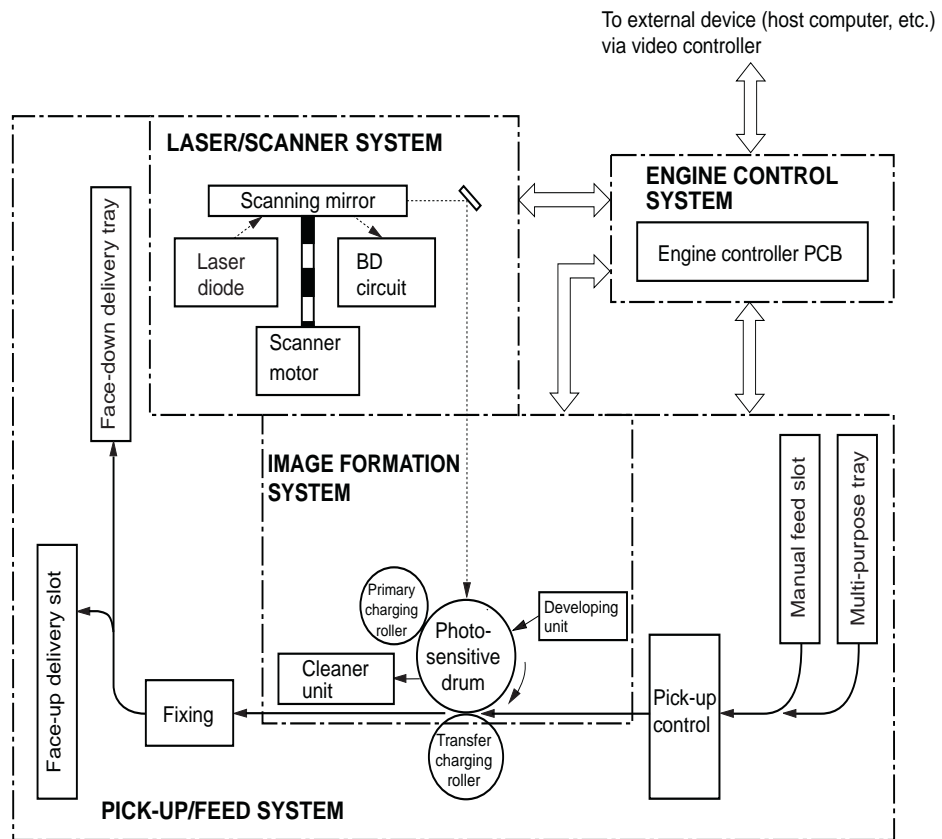 To external device (host computer, etc.)
via video controller
LASER/SCANNER SYSTEM
Scanning mirror
Laser
diode
BD
circuit
Scanner
motor
ENGINE CONTROL
SYSTEM
Engine controller PCB
Face-down delivery tray
IMAGE FORMATION
SYSTEM
Manual feed slot
Multi-purpose tray
Face-up delivery slot
Primary
charging
roller
Photo-
sensitive
drum
Developing
unit
Cleaner
unit
Fixing
Pick-up
control
Transfer
charging
roller
PICK-UP/FEED SYSTEM